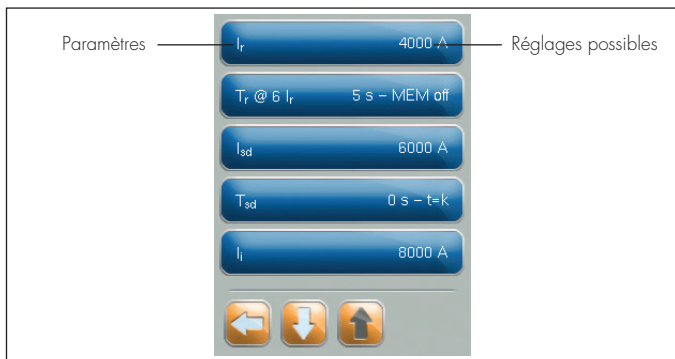 Paramètres
Réglages possibles
Ir 4000 A
Tr @ 6 Ir 5 s – MEM off
Isd 6000 A
Tsd 0 s – t=k
Ii 8000 A